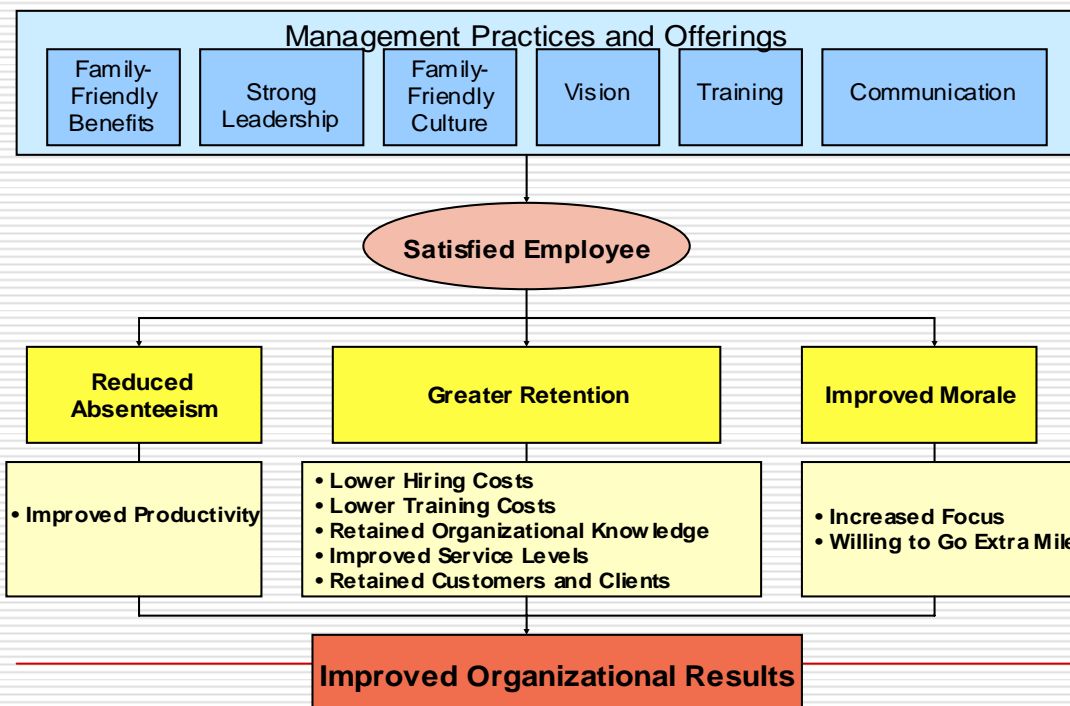 Management Practices and Offerings
Family-
Friendly
Benefits
Strong
Leadership
Family-
Friendly
Culture
Vision
Training
Communication
Satisfied Employee
Reduced
Absenteeism
Greater Retention
Improved Morale
• Improved Productivity
• Lower Hiring Costs
• Lower Training Costs
• Retained Organizational Knowledge
• Improved Service Levels
• Retained Customers and Clients
• Increased Focus
• Willing to Go Extra Mile
Improved Organizational Results